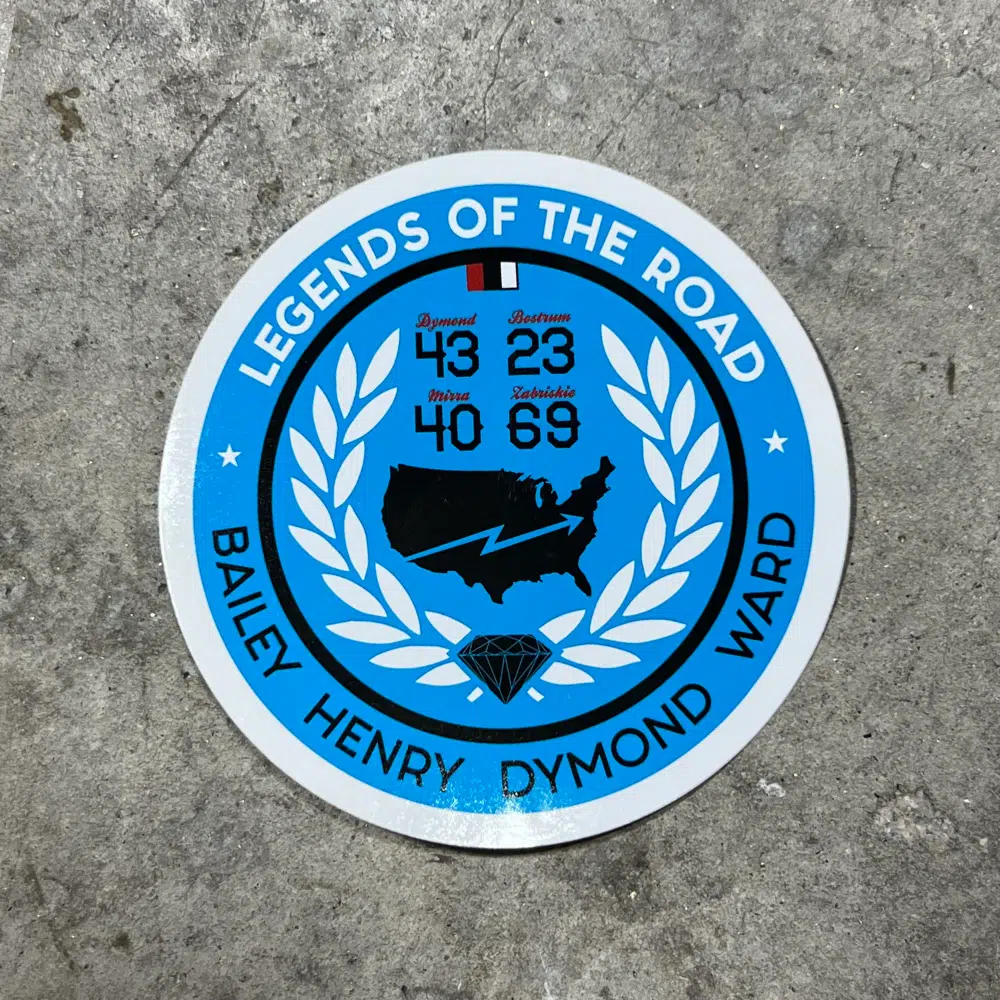 LEGENDS OF THE ROAD
Dymond Bostrum
43 23
Mirra Zabriskie
40 69
BAILEY HENRY DYMOND WARD